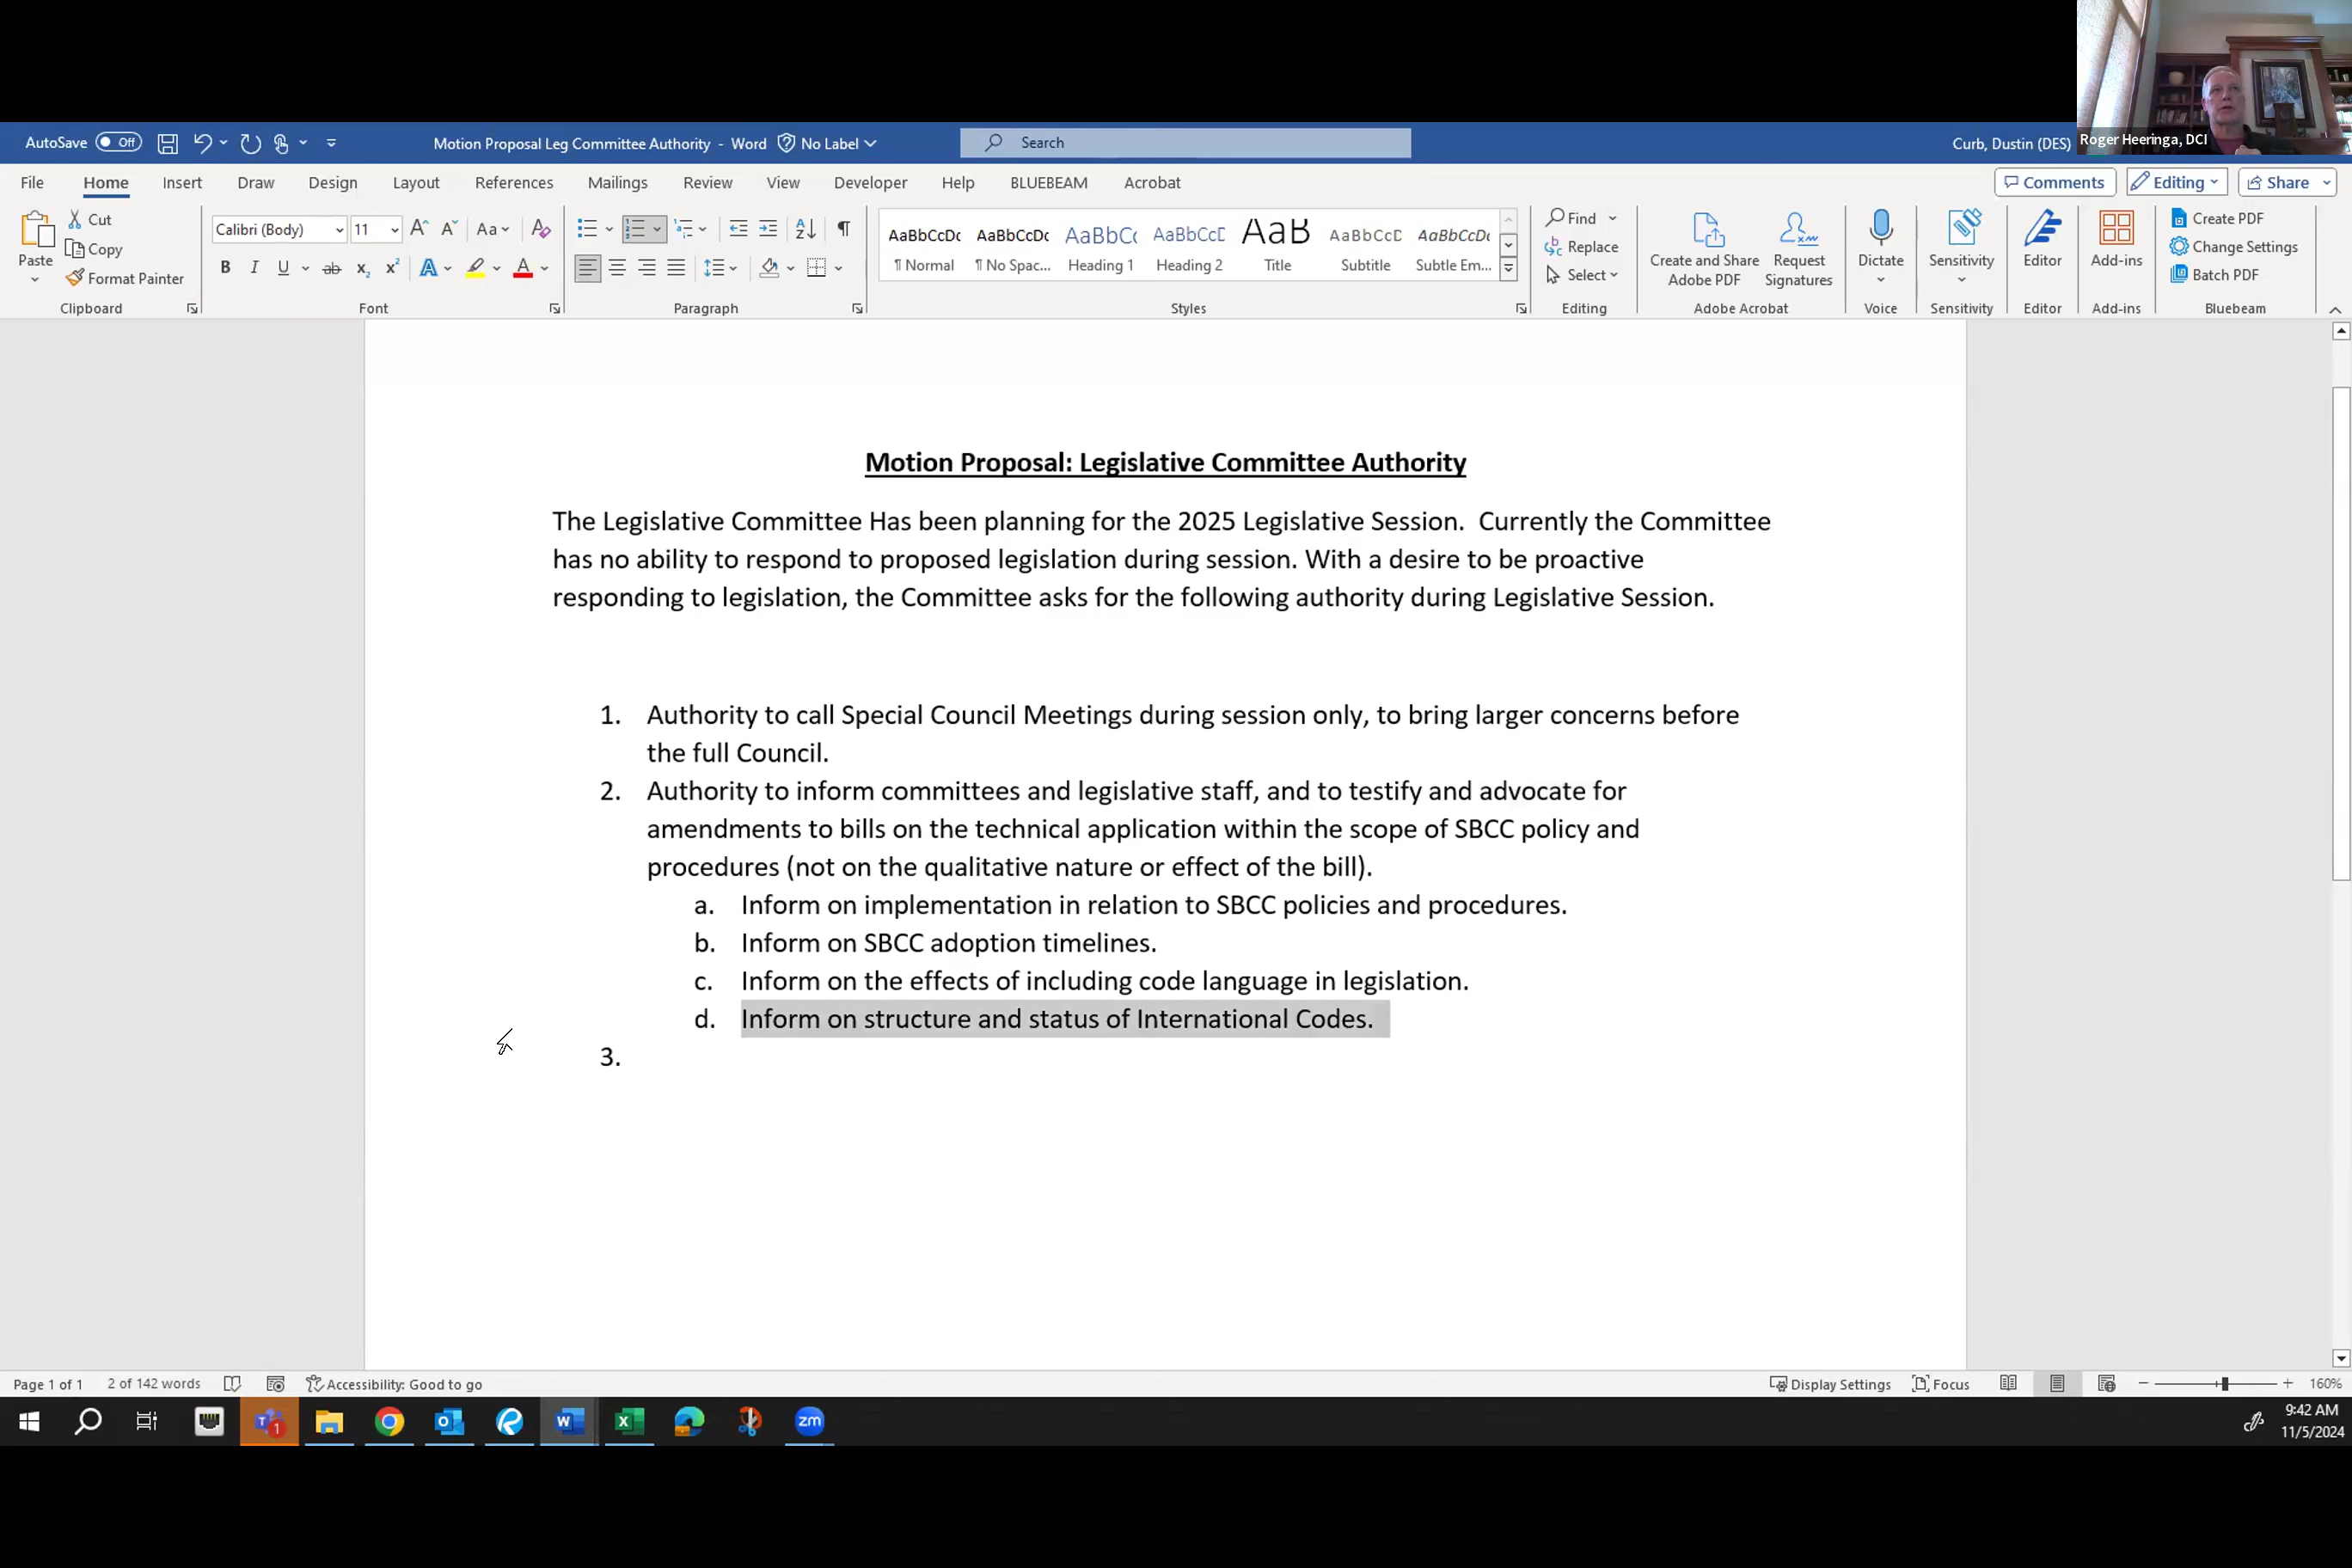 Roger Heeringa, DCI
AutoSave Off Motion Proposal Leg Committee Authority - Word No Label Search Curb, Dustin (DES)
File Home Insert Draw Design Layout References Mailings Review View Developer Help BLUEBEAM Acrobat Comments Editing Share
Paste Cut Copy Format Painter
Clipboard
Calibri (Body) 11 Aa
B I U ab x₂ x² A A
Font
Paragraph
AaBbCcDc AaBbCcDc AaBbCc AaBbCcD AaB AaBbCcD AaBbCcDc
¶ Normal ¶ No Spac... Heading 1 Heading 2 Title Subtitle Subtle Em...
Styles
Find
Replace
Select
Editing
Create and Share Adobe PDF
Request Signatures
Adobe Acrobat
Dictate
Voice
Sensitivity
Sensitivity
Editor
Editor
Add-ins
Add-ins
Create PDF
Change Settings
Batch PDF
Bluebeam
Motion Proposal: Legislative Committee Authority
The Legislative Committee Has been planning for the 2025 Legislative Session. Currently the Committee
has no ability to respond to proposed legislation during session. With a desire to be proactive
responding to legislation, the Committee asks for the following authority during Legislative Session.
1. Authority to call Special Council Meetings during session only, to bring larger concerns before
the full Council.
2. Authority to inform committees and legislative staff, and to testify and advocate for
amendments to bills on the technical application within the scope of SBCC policy and
procedures (not on the qualitative nature or effect of the bill).
a. Inform on implementation in relation to SBCC policies and procedures.
b. Inform on SBCC adoption timelines.
c. Inform on the effects of including code language in legislation.
d. Inform on structure and status of International Codes.
3.
Page 1 of 1 2 of 142 words Accessibility: Good to go Display Settings Focus 160%
9:42 AM
11/5/2024